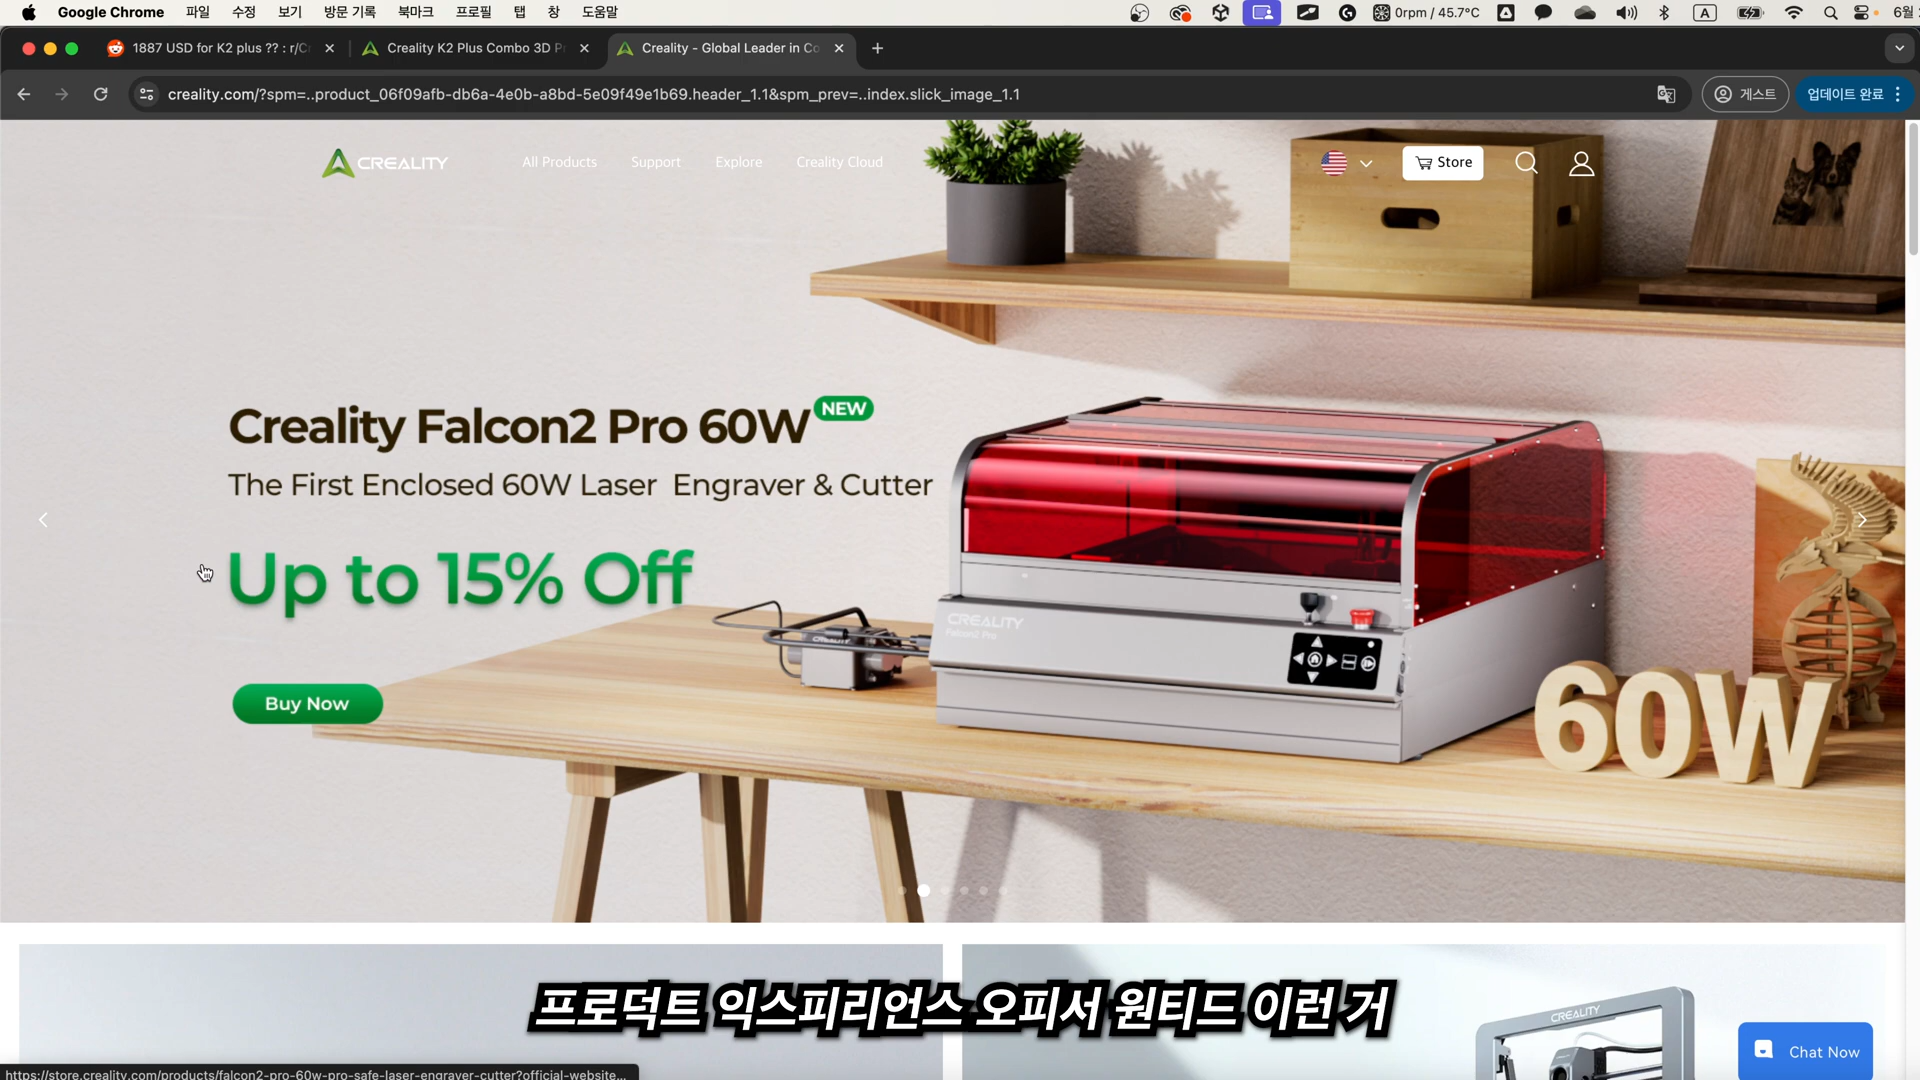 Google Chrome 파일 수정 보기 방문 기록 북마크 프로필 탭 창 도움말 0rpm / 45.7°C A 6월
1887 USD for K2 plus ?? : r/Cr
Creality K2 Plus Combo 3D Pr
Creality - Global Leader in Co
creality.com/?spm=..product_06f09afb-db6a-4e0b-a8bd-5e09f49e1b69.header_1.1&spm_prev=..index.slick_image_1.1
게스트
업데이트 완료
CREALITY
All Products Support Explore Creality Cloud
Store
Creality Falcon2 Pro 60W NEW
The First Enclosed 60W Laser Engraver & Cutter
Up to 15% Off
Buy Now
CREALITY
Falcon2 Pro
60W
CREALITY
프로덕트 익스피리언스 오피서 원티드 이런 거
Chat Now
https://store.creality.com/products/falcon2-pro-60w-pro-safe-laser-engraver-cutter?official-website...